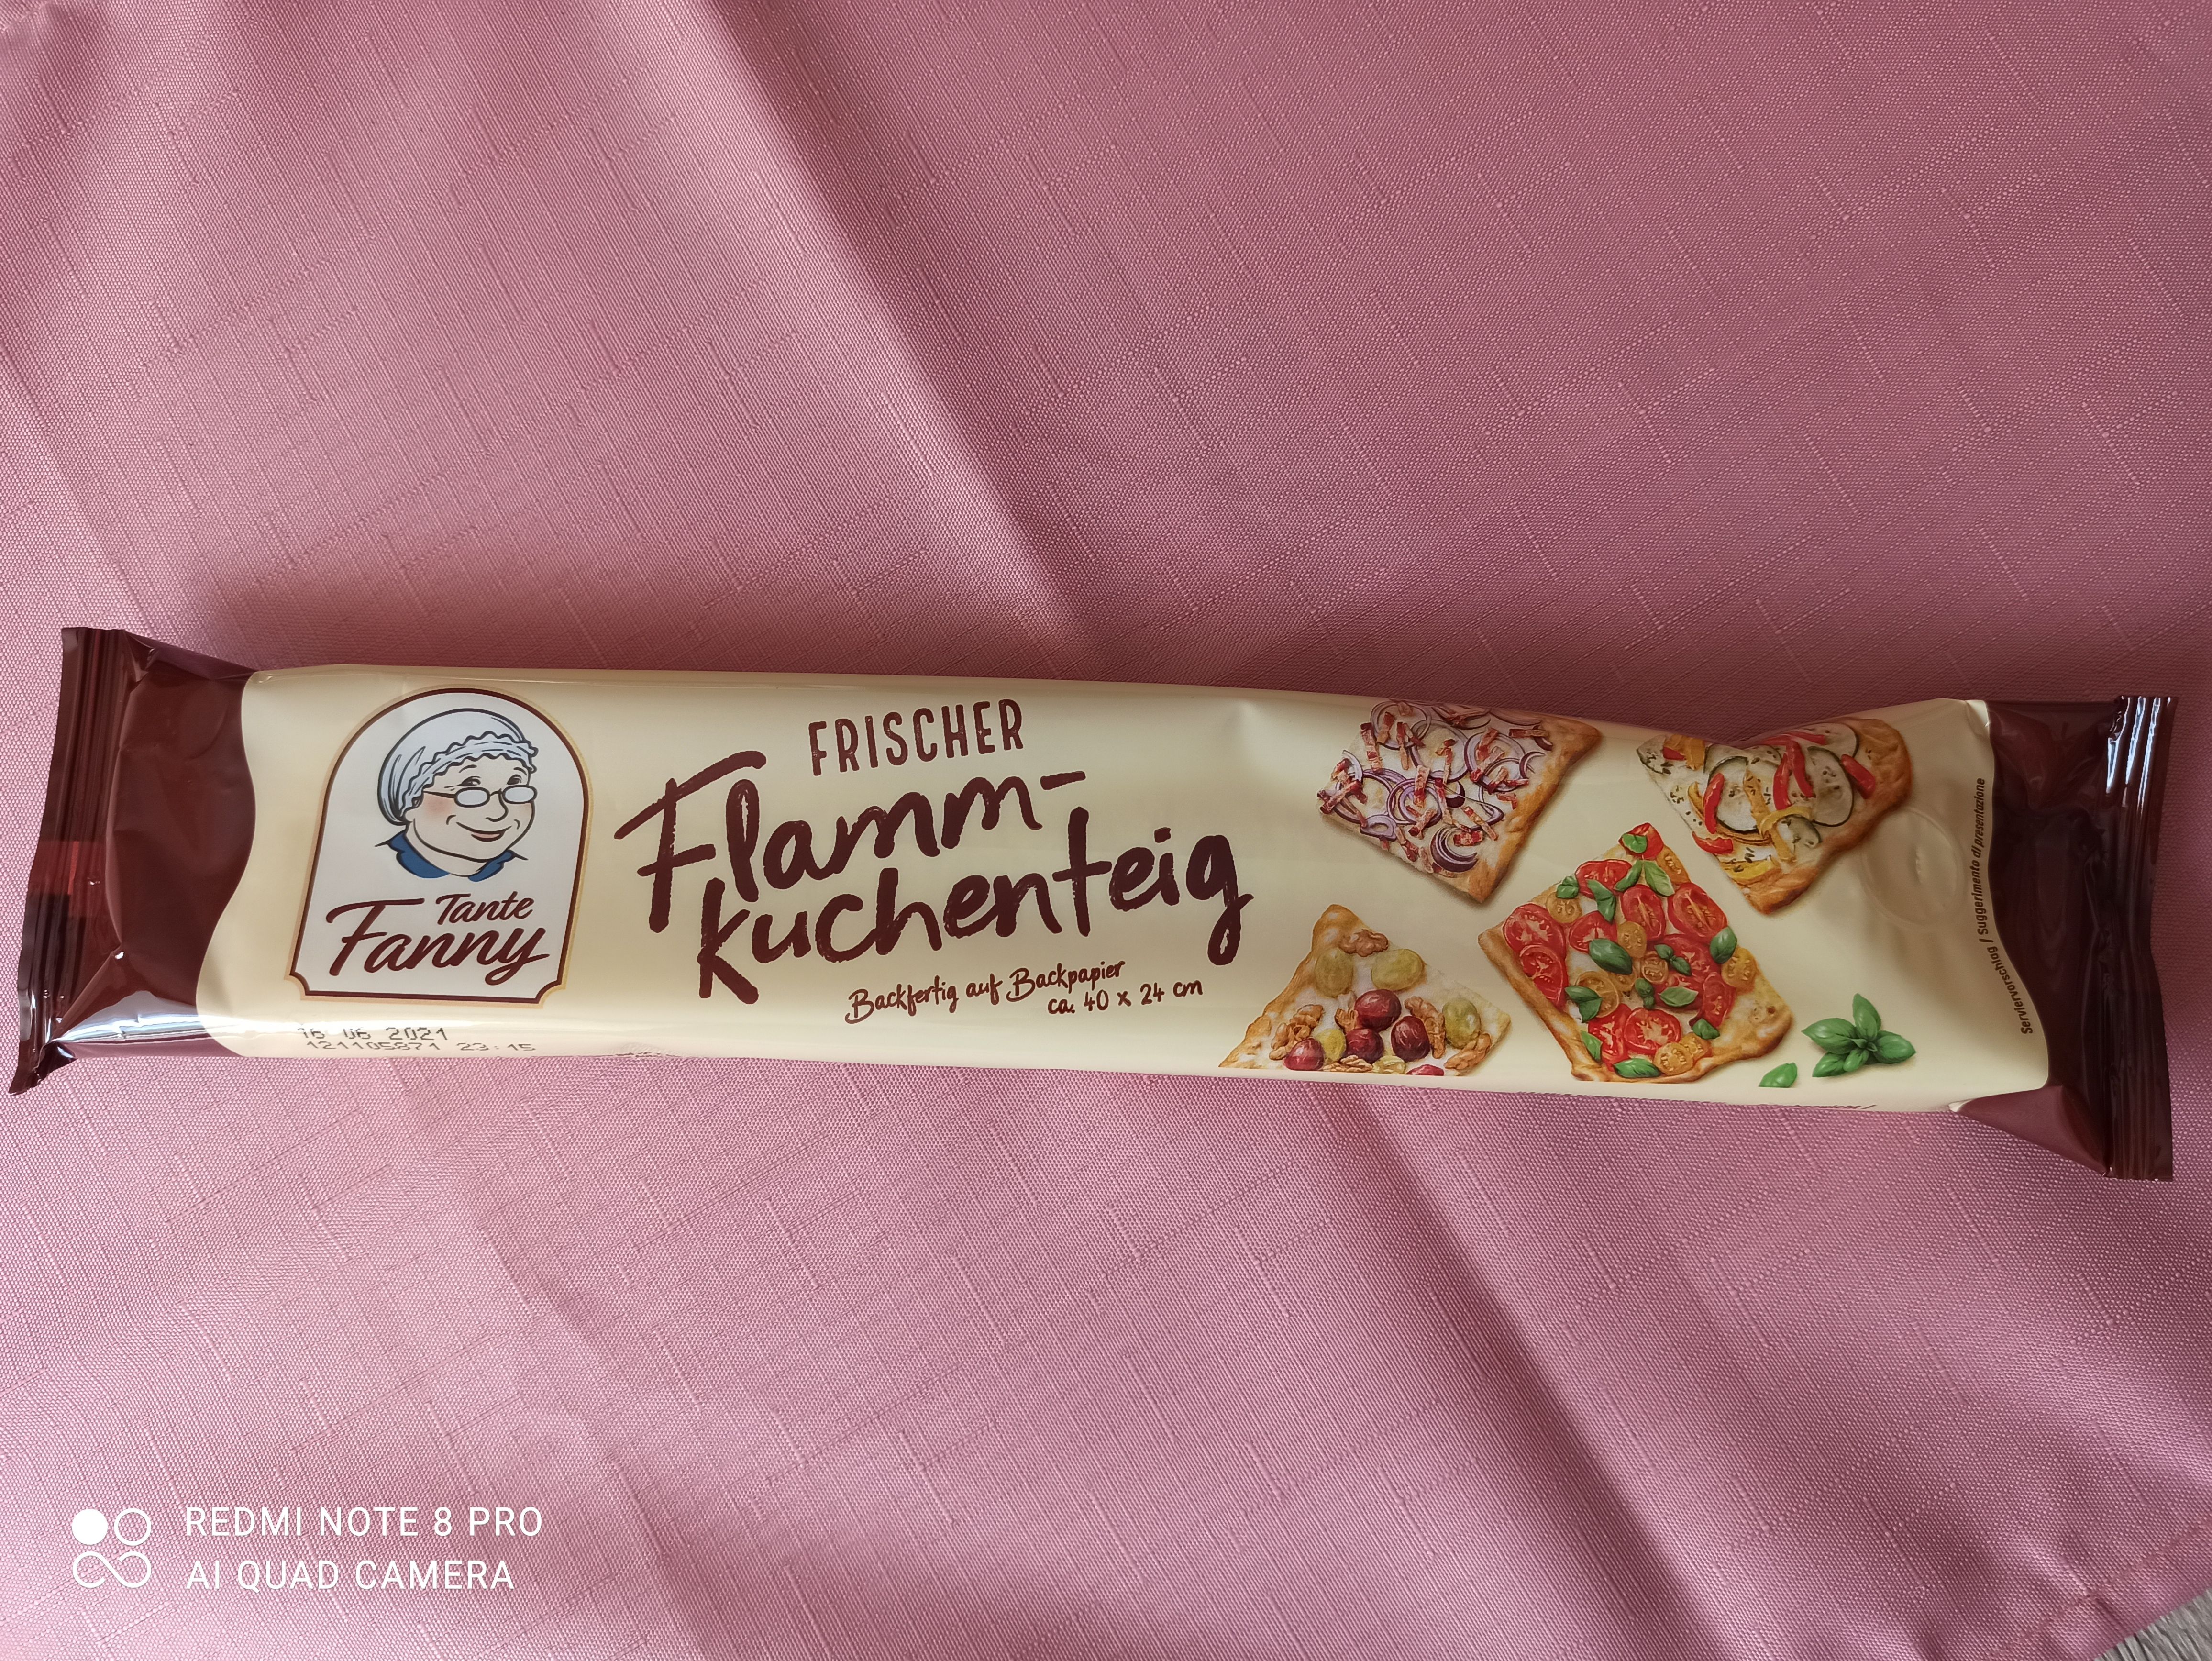 Tante
Fanny
16 06 2021
121105871 23:15
FRISCHER
Flamm-
kuchenteig
Backfertig auf Backpapier
ca. 40 x 24 cm
Serviervorschlag / Suggerimento di presentazione
REDMI NOTE 8 PRO
AI QUAD CAMERA